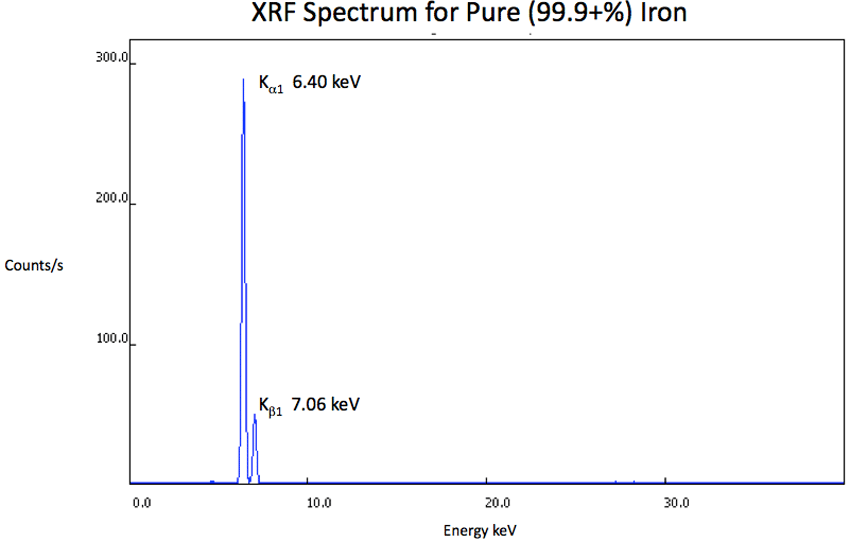 XRF Spectrum for Pure (99.9+%) Iron
300.0
Kα1 6.40 keV
200.0
Counts/s
100.0
Kβ1 7.06 keV
0.0 10.0 20.0 30.0
Energy keV